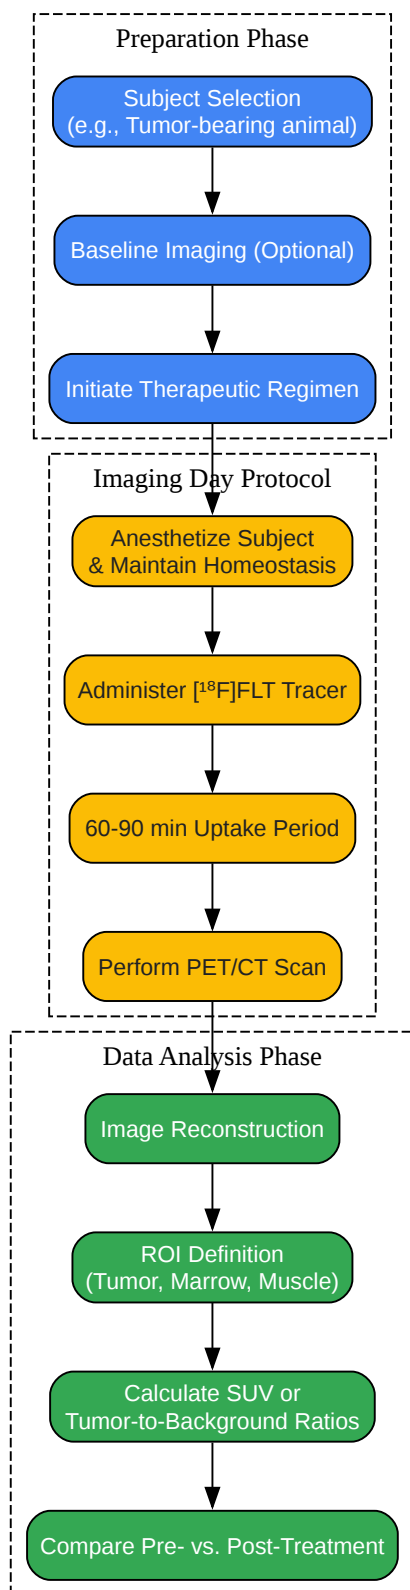 Preparation Phase
Subject Selection
(e.g., Tumor-bearing animal)
Baseline Imaging (Optional)
Initiate Therapeutic Regimen
Imaging Day Protocol
Anesthetize Subject
& Maintain Homeostasis
Administer [¹⁸F]FLT Tracer
60-90 min Uptake Period
Perform PET/CT Scan
Data Analysis Phase
Image Reconstruction
ROI Definition
(Tumor, Marrow, Muscle)
Calculate SUV or
Tumor-to-Background Ratios
Compare Pre- vs. Post-Treatment